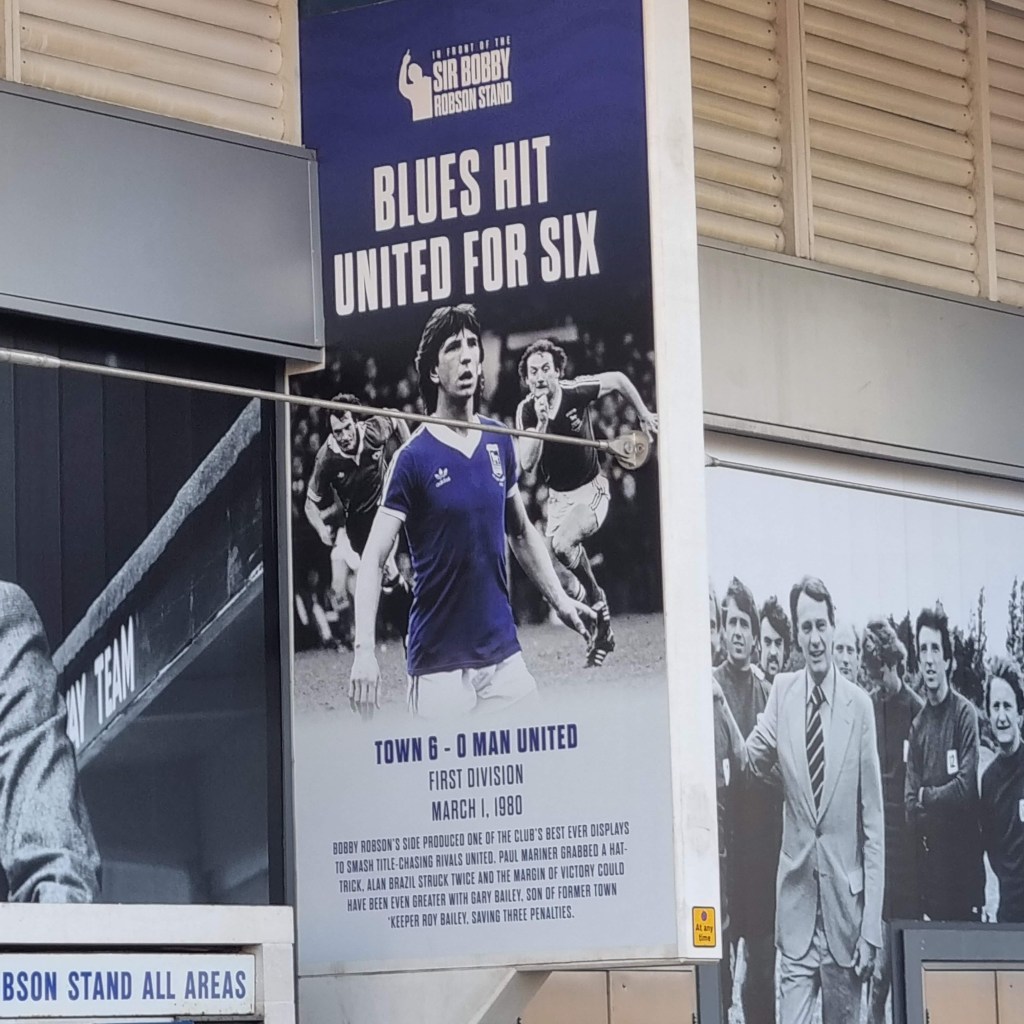 IN FRONT OF THE
SIR BOBBY
ROBSON STAND
BLUES HIT
UNITED FOR SIX
adidas
AY TEAM
TOWN 6 - 0 MAN UNITED
FIRST DIVISION
MARCH 1, 1980
BOBBY ROBSON'S SIDE PRODUCED ONE OF THE CLUB'S BEST EVER DISPLAYS
TO SMASH TITLE-CHASING RIVALS UNITED. PAUL MARINER GRABBED A HAT-
TRICK, ALAN BRAZIL STRUCK TWICE AND THE MARGIN OF VICTORY COULD
HAVE BEEN EVEN GREATER WITH GARY BAILEY, SON OF FORMER TOWN
'KEEPER ROY BAILEY, SAVING THREE PENALTIES.
At any
time
BSON STAND ALL AREAS